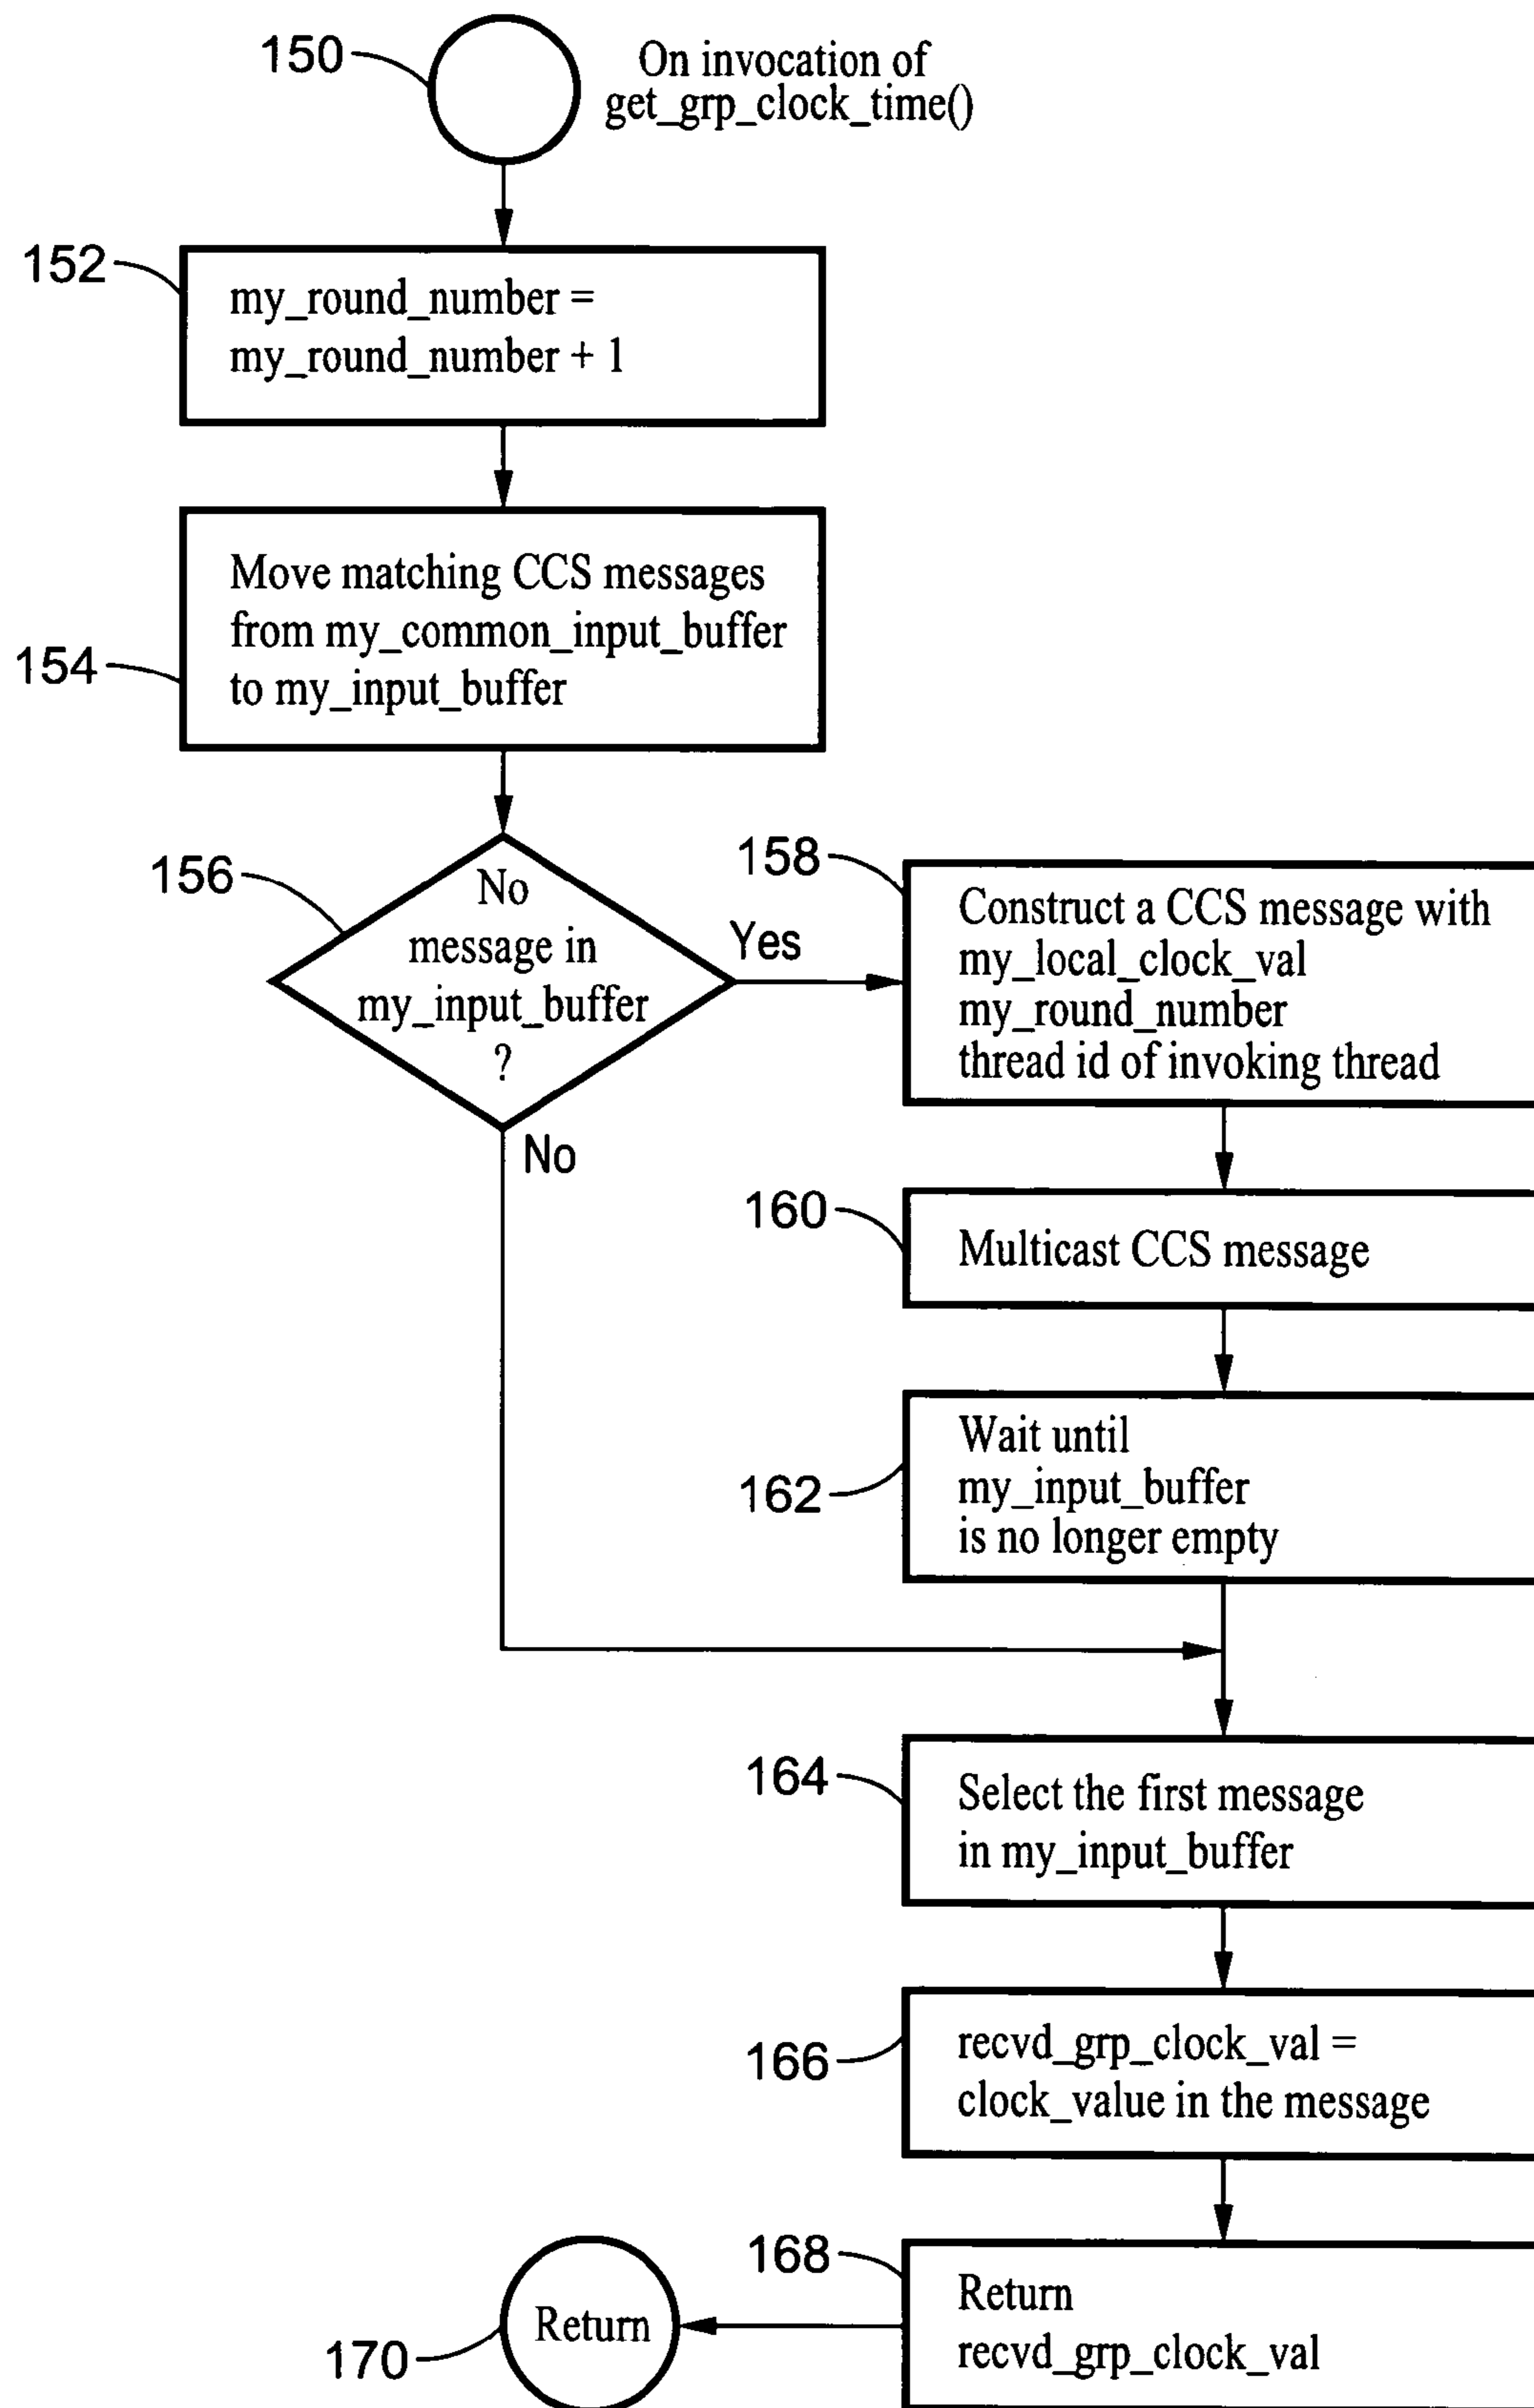 150
On invocation of
get_grp_clock_time()
152
my_round_number =
my_round_number + 1
154
Move matching CCS messages
from my_common_input_buffer
to my_input_buffer
156
No
message in
my_input_buffer
?
Yes
No
158
Construct a CCS message with
my_local_clock_val
my_round_number
thread id of invoking thread
160
Multicast CCS message
162
Wait until
my_input_buffer
is no longer empty
164
Select the first message
in my_input_buffer
166
recvd_grp_clock_val =
clock_value in the message
168
Return
recvd_grp_clock_val
170
Return